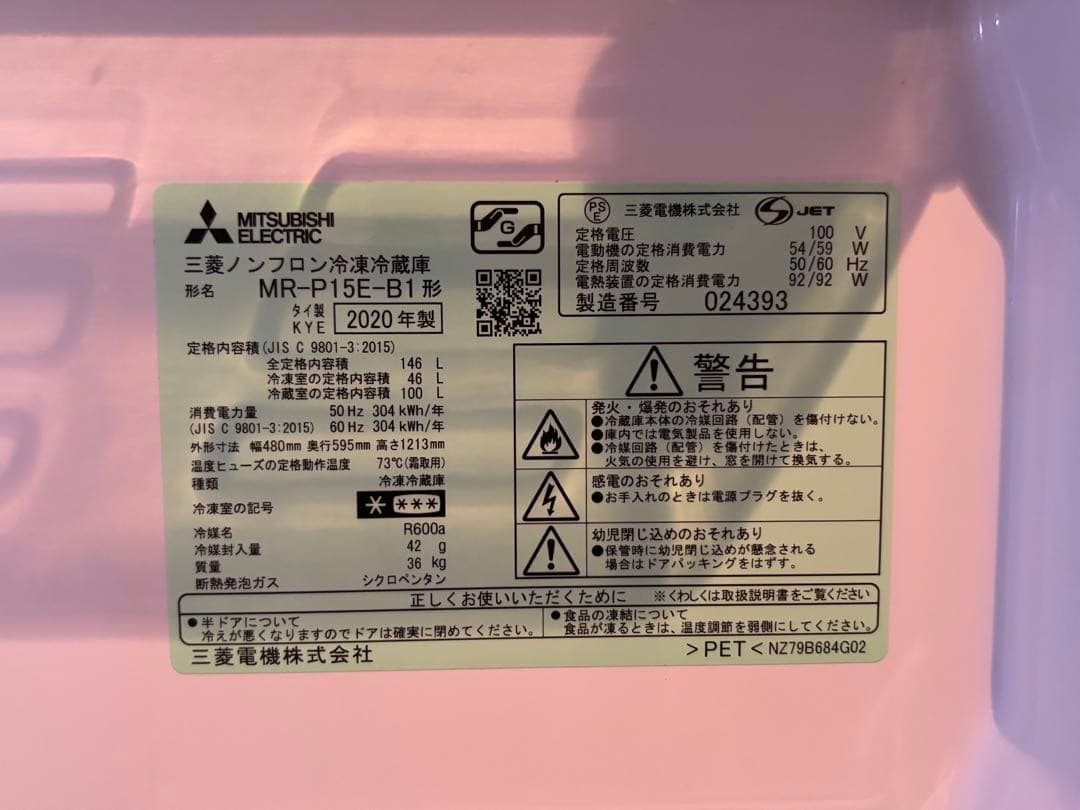 MITSUBISHI
ELECTRIC
三菱ノンフロン冷凍冷蔵庫
形名 MR-P15E-B1形
タイ製
KYE 2020年製
定格内容積(JIS C 9801-3:2015)
全定格内容積 146 L
冷凍室の定格内容積 46 L
冷蔵室の定格内容積 100 L
消費電力量 50Hz 304 kWh/年
(JIS C 9801-3:2015) 60Hz 304 kWh/年
外形寸法 幅480mm 奥行595mm 高さ1213mm
温度ヒューズの定格動作温度 73℃(霜取用)
種類 冷凍冷蔵庫
冷凍室の記号 * ***
冷媒名 R600a
冷媒封入量 42 g
質量 36 kg
断熱発泡ガス シクロペンタン
G
PS
E 三菱電機株式会社 JET
定格電圧 100 V
電動機の定格消費電力 54/59 W
定格周波数 50/60 Hz
電熱装置の定格消費電力 92/92 W
製造番号 024393
警告
発火・爆発のおそれあり
●冷蔵庫本体の冷媒回路(配管)を傷付けない。
●庫内では電気製品を使用しない。
●冷媒回路(配管)を傷付けたときは、
火気の使用を避け、窓を開けて換気する。
感電のおそれあり
●お手入れのときは電源プラグを抜く。
幼児閉じ込めのおそれあり
●保管時に幼児閉じ込めが懸念される
場合はドアパッキングをはずす。
正しくお使いいただくために ※くわしくは取扱説明書をご覧ください
●半ドアについて
冷えが悪くなりますのでドアは確実に閉めてください。
●食品の凍結について
食品が凍るときは、温度調節を弱側にしてください。
三菱電機株式会社 >PET< NZ79B684G02